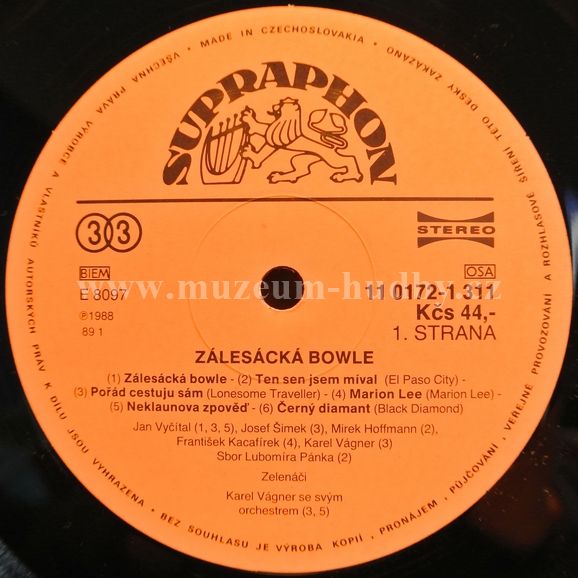 VŠECHNA PRÁVA VÝROBCE A VLASTNÍKŮ AUTORSKÝCH PRÁV K DÍLU JSOU VYHRAZENA • BEZ SOUHLASU JE VÝROBA KOPIÍ, PRONÁJEM, PŮJČOVÁNÍ, VEŘEJNÉ PROVOZOVÁNÍ A ROZHLASOVÉ ŠÍŘENÍ TÉTO DESKY ZAKÁZÁNO • MADE IN CZECHOSLOVAKIA •
SUPRAPHON
33
STEREO
BIEM
OSA
www.muzeum-hudby.cz
E 8097
11 0172-1 311
℗1988
Kčs 44,-
89 1
1. STRANA
ZÁLESÁCKÁ BOWLE
(1) Zálesácká bowle - (2) Ten sen jsem míval (El Paso City) -
(3) Pořád cestuju sám (Lonesome Traveller) - (4) Marion Lee (Marion Lee) -
(5) Neklaunova zpověď - (6) Černý diamant (Black Diamond)
Jan Vyčítal (1, 3, 5), Josef Šimek (3), Mirek Hoffmann (2),
František Kacafírek (4), Karel Vágner (3)
Sbor Lubomíra Pánka (2)
Zelenáči
Karel Vágner se svým
orchestrem (3, 5)